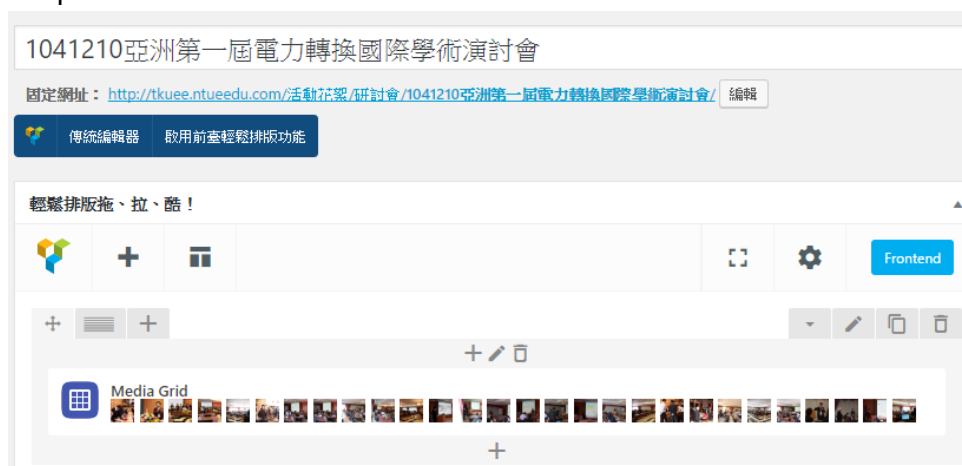 1041210亞洲第一屆電力轉換國際學術演討會
固定網址： http://tkuee.ntueedu.com/活動花絮/研討會/1041210亞洲第一屆電力轉換國際學術演討會/ 編輯
傳統編輯器 啟用前臺輕鬆排版功能
輕鬆排版拖、拉、酷！
Frontend
Media Grid